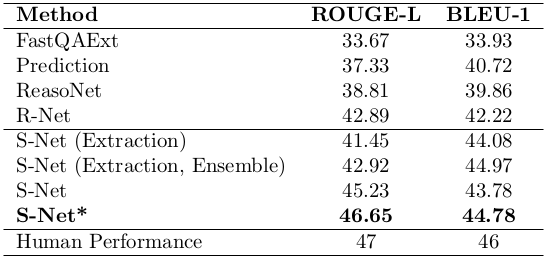 Method ROUGE-L BLEU-1
FastQAExt 33.67 33.93
Prediction 37.33 40.72
ReasoNet 38.81 39.86
R-Net 42.89 42.22
S-Net (Extraction) 41.45 44.08
S-Net (Extraction, Ensemble) 42.92 44.97
S-Net 45.23 43.78
S-Net* 46.65 44.78
Human Performance 47 46